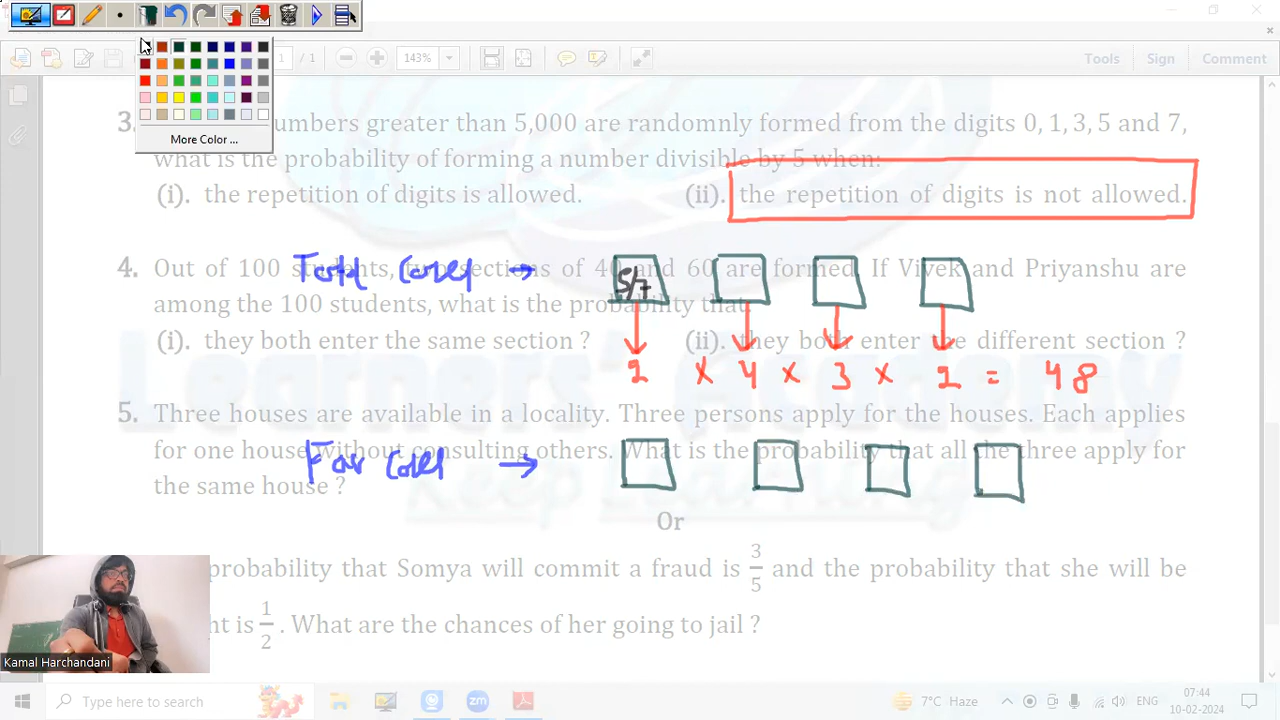 1 / 1
143%
Tools
Sign
Comment
More Color ...
3. numbers greater than 5,000 are randomnly formed from the digits 0, 1, 3, 5 and 7,
what is the probability of forming a number divisible by 5 when:
(i). the repetition of digits is allowed. (ii). the repetition of digits is not allowed.
4. Out of 100 students, two sections of 40 and 60 are formed. If Vivek and Priyanshu are
among the 100 students, what is the probability that
Total cases → 5/7
(i). they both enter the same section ? (ii). they both enter the different section ?
2 × 4 × 3 × 2 = 48
5. Three houses are available in a locality. Three persons apply for the houses. Each applies
for one house without consulting others. What is the probability that all the three apply for
Fav cases →
the same house ?
Learners' Academy
Keep Learning
Or
probability that Somya will commit a fraud is 3/5 and the probability that she will be
ht is 1/2. What are the chances of her going to jail ?
Kamal Harchandani
Type here to search
zm
7°C Haze
ENG
07:44
10-02-2024